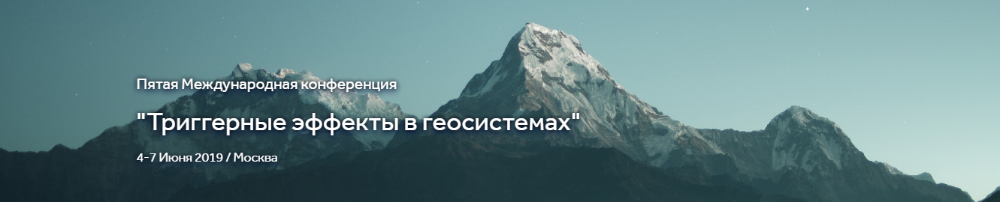 Пятая Международная конференция
"Триггерные эффекты в геосистемах"
4-7 Июня 2019 / Москва